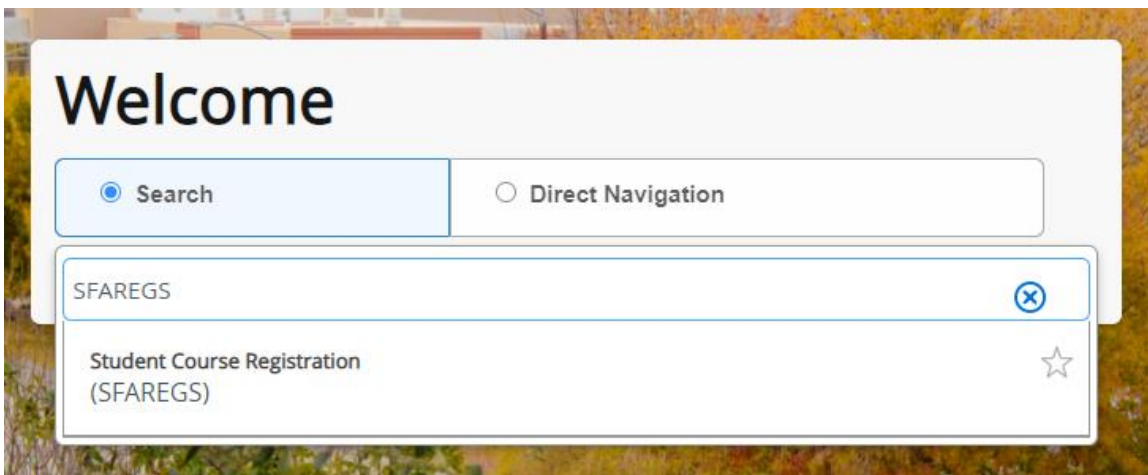 Welcome
Search
Direct Navigation
SFAREGS
Student Course Registration
(SFAREGS)